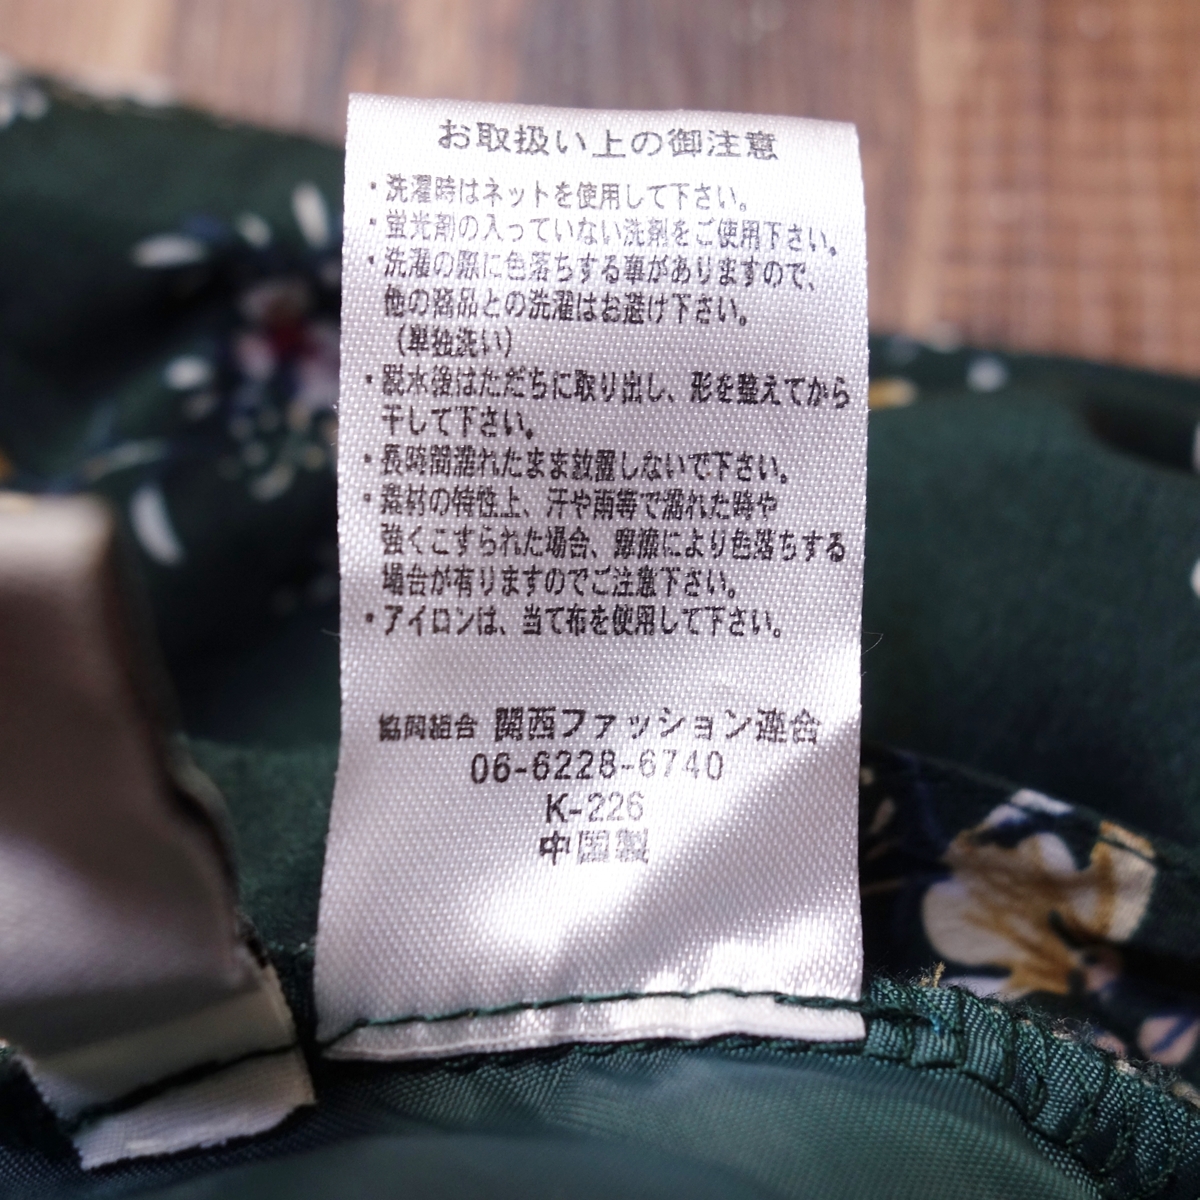 お取扱い上の御注意
・洗濯時はネットを使用して下さい。
・蛍光剤の入っていない洗剤をご使用下さい。
・洗濯の際に色落ちする事がありますので、
他の商品との洗濯はお避け下さい。
（単独洗い）
・脱水後はただちに取り出し、形を整えてから
干して下さい。
・長時間濡れたまま放置しないで下さい。
・素材の特性上、汗や雨等で濡れた時や
強くこすられた場合、摩擦により色落ちする
場合が有りますのでご注意下さい。
・アイロンは、当て布を使用して下さい。
協同組合 関西ファッション連合
06-6228-6740
K-226
中国製